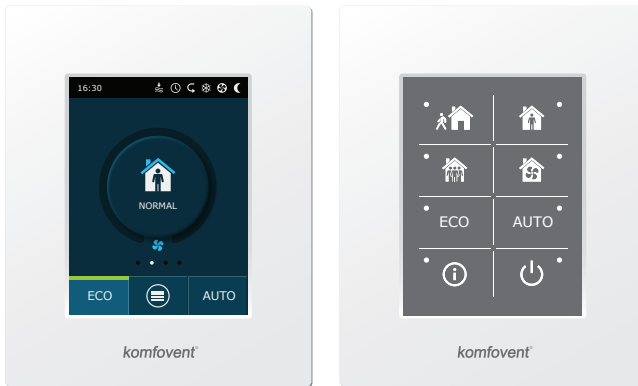 16:30
NORMAL
ECO
AUTO
komfovent
ECO
AUTO
komfovent